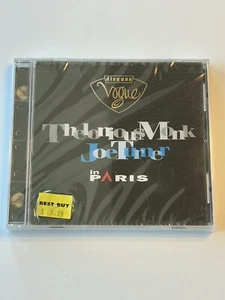 disques
Vogue
Thelonious Monk
Joe Turner
in
PARIS
BEST BUY